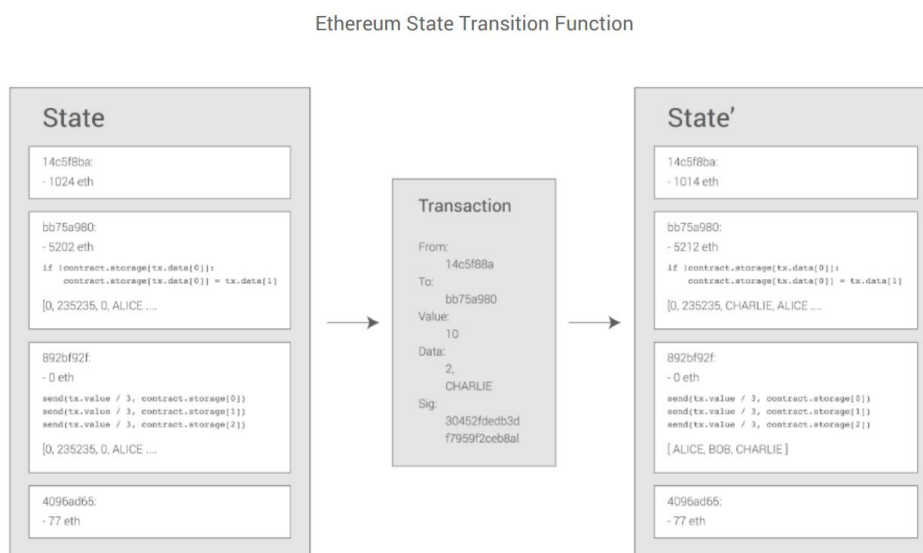 Ethereum State Transition Function
State
14c5f8ba:
- 1024 eth
bb75a980:
- 5202 eth
if !contract.storage[tx.data[0]]:
contract.storage[tx.data[0]] = tx.data[1]
[0, 235235, 0, ALICE ....
892bf92f:
- 0 eth
send(tx.value / 3, contract.storage[0])
send(tx.value / 3, contract.storage[1])
send(tx.value / 3, contract.storage[2])
[0, 235235, 0, ALICE ....
4096ad65:
- 77 eth
Transaction
From:
14c5f88a
To:
bb75a980
Value:
10
Data:
2,
CHARLIE
Sig:
30452fdedb3d
f7959f2ceb8a1
State'
14c5f8ba:
- 1014 eth
bb75a980:
- 5212 eth
if !contract.storage[tx.data[0]]:
contract.storage[tx.data[0]] = tx.data[1]
[0, 235235, CHARLIE, ALICE ....
892bf92f:
- 0 eth
send(tx.value / 3, contract.storage[0])
send(tx.value / 3, contract.storage[1])
send(tx.value / 3, contract.storage[2])
[ ALICE, BOB, CHARLIE ]
4096ad65:
- 77 eth